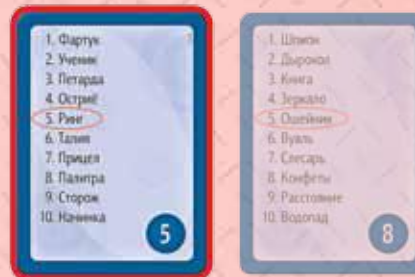 1. Фартук
2. Ученик
3. Петарда
4. Остриё
5. Ринг
6. Талия
7. Прицел
8. Палитра
9. Сторож
10. Начинка
5
1. Шпион
2. Дырокол
3. Книга
4. Зеркало
5. Ошейник
6. Вуаль
7. Слесарь
8. Конфеты
9. Расстояние
10. Водопад
8